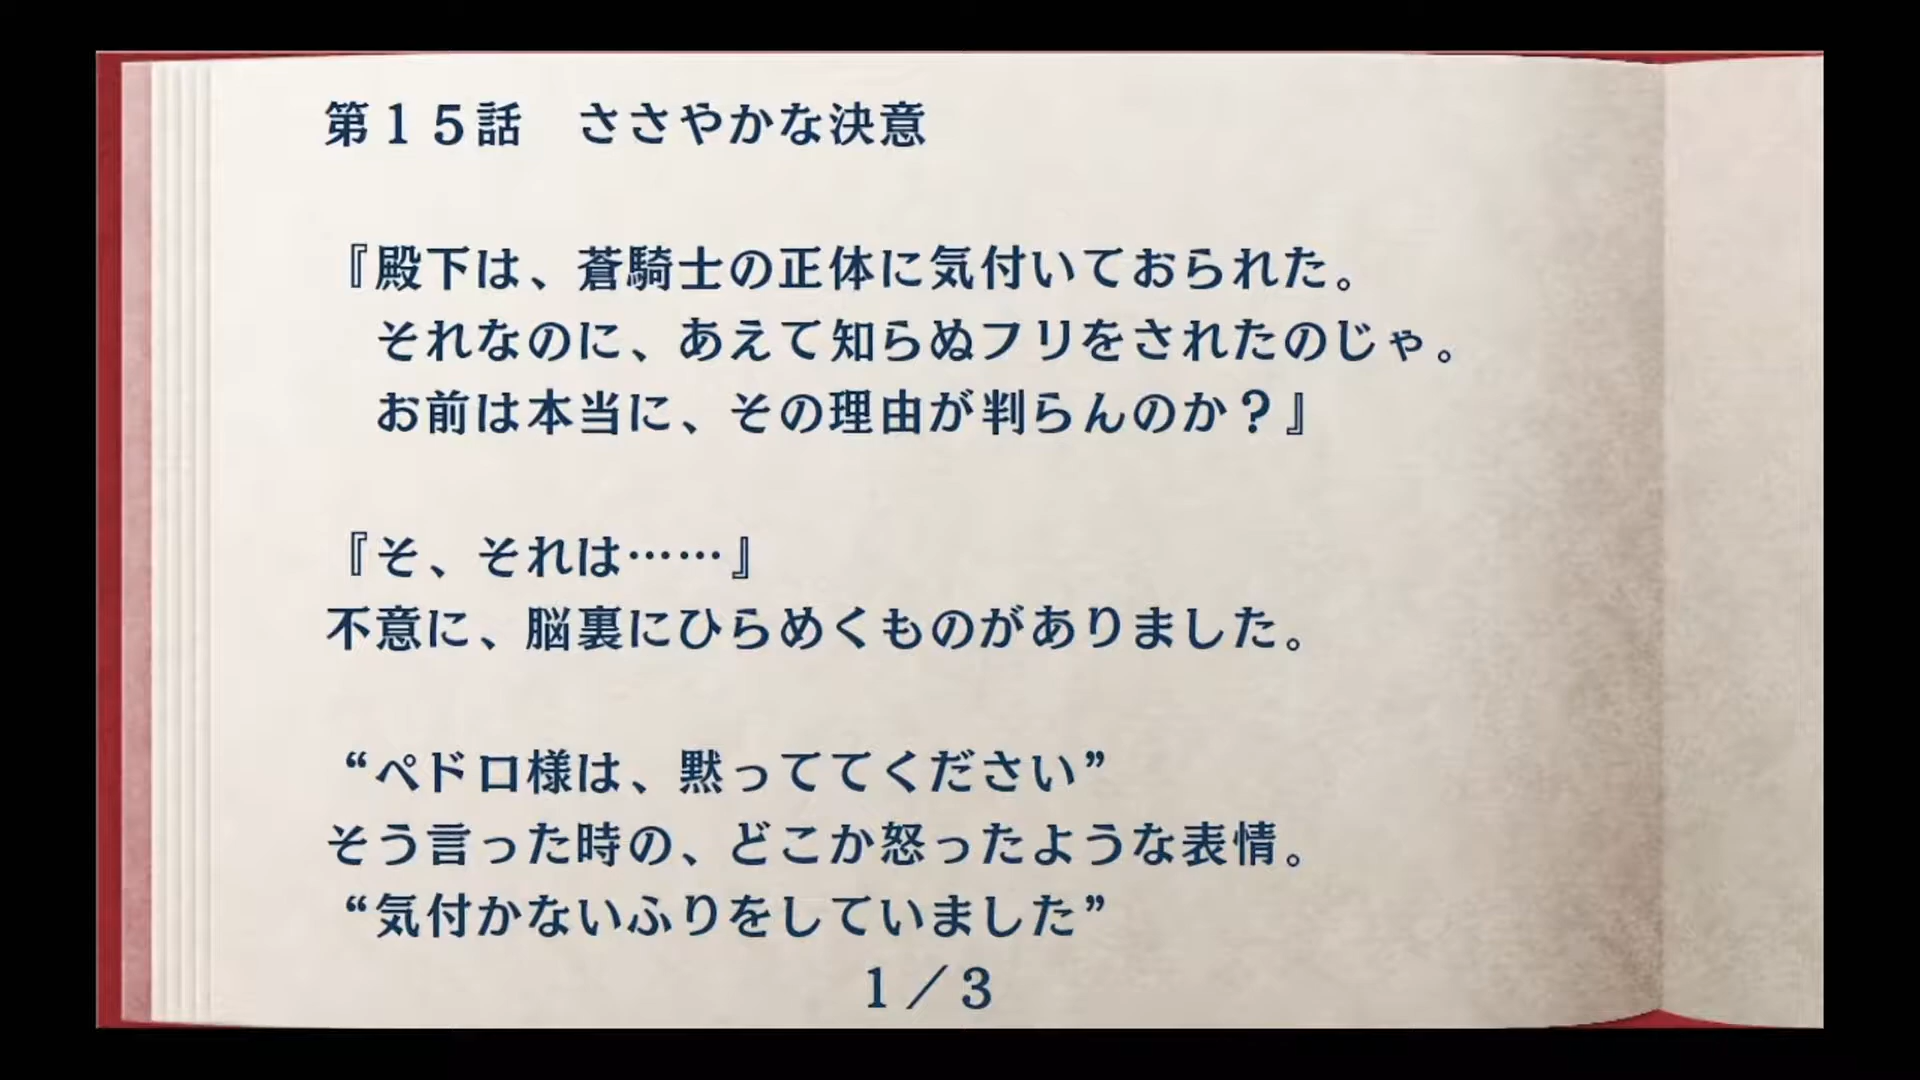 第１５話　ささやかな決意
『殿下は、蒼騎士の正体に気付いておられた。
それなのに、あえて知らぬフリをされたのじゃ。
お前は本当に、その理由が判らんのか？』
『そ、それは……』
不意に、脳裏にひらめくものがありました。
“ペドロ様は、黙っててください”
そう言った時の、どこか怒ったような表情。
“気付かないふりをしていました”
１／３